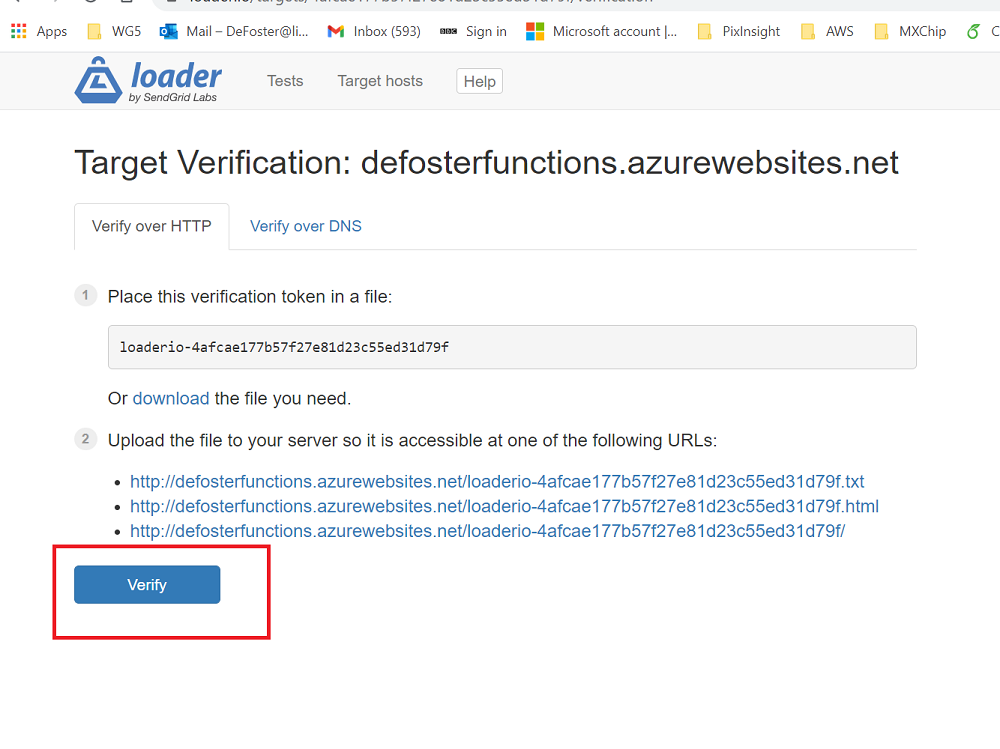 Apps WG5 Mail – DeFoster@li... Inbox (593) BBC Sign in Microsoft account |... PixInsight AWS MXChip
loader
by SendGrid Labs
Tests Target hosts Help
Target Verification: defosterfunctions.azurewebsites.net
Verify over HTTP Verify over DNS
1 Place this verification token in a file:
loaderio-4afcae177b57f27e81d23c55ed31d79f
Or download the file you need.
2 Upload the file to your server so it is accessible at one of the following URLs:
http://defosterfunctions.azurewebsites.net/loaderio-4afcae177b57f27e81d23c55ed31d79f.txt
http://defosterfunctions.azurewebsites.net/loaderio-4afcae177b57f27e81d23c55ed31d79f.html
http://defosterfunctions.azurewebsites.net/loaderio-4afcae177b57f27e81d23c55ed31d79f/
Verify